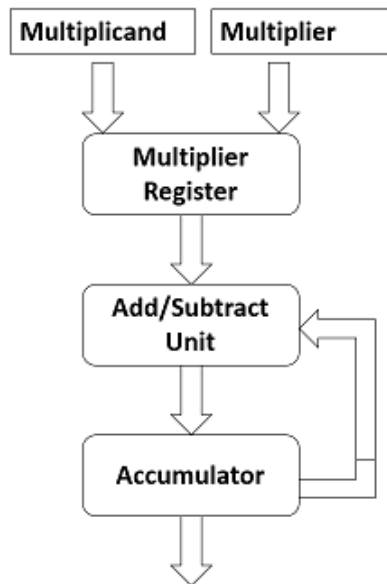 Multiplicand
Multiplier
Multiplier
Register
Add/Subtract
Unit
Accumulator